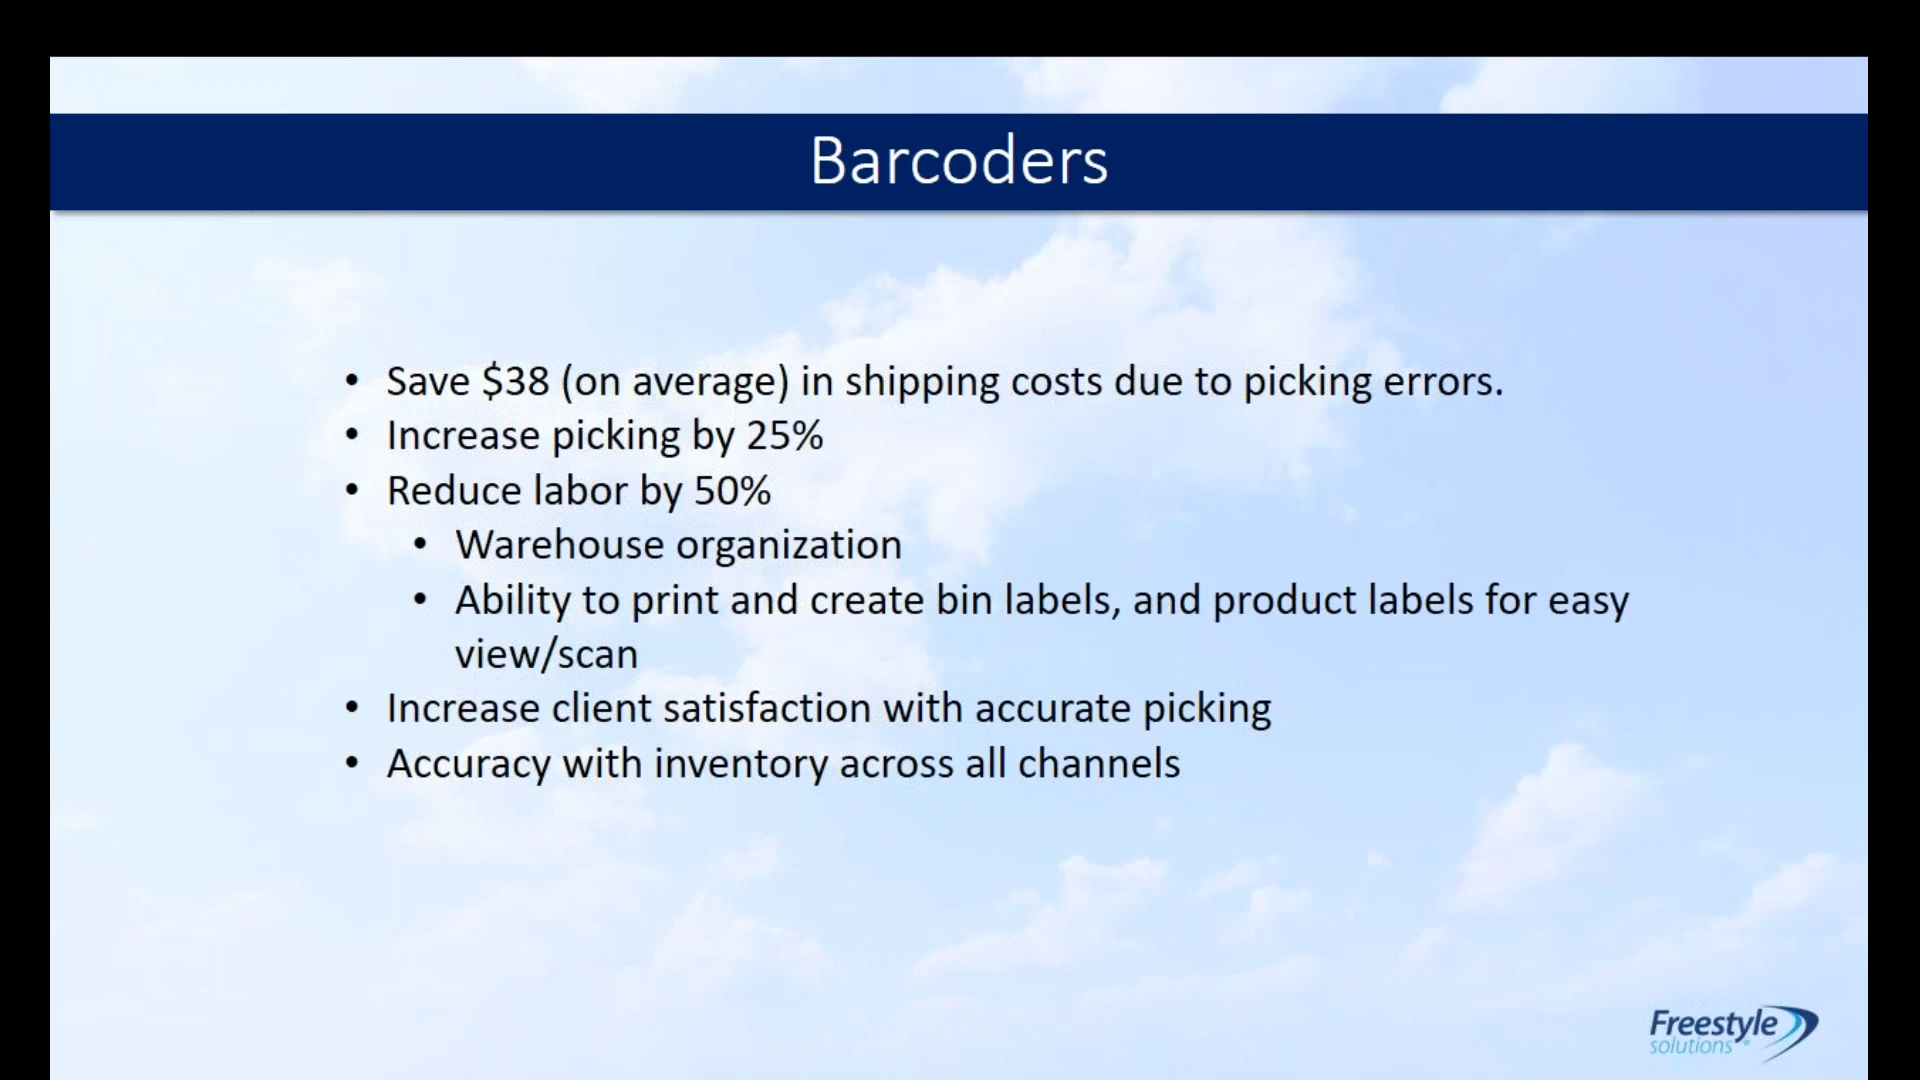 Barcoders
• Save $38 (on average) in shipping costs due to picking errors.
• Increase picking by 25%
• Reduce labor by 50%
• Warehouse organization
• Ability to print and create bin labels, and product labels for easy
view/scan
• Increase client satisfaction with accurate picking
• Accuracy with inventory across all channels
Freestyle
solutions